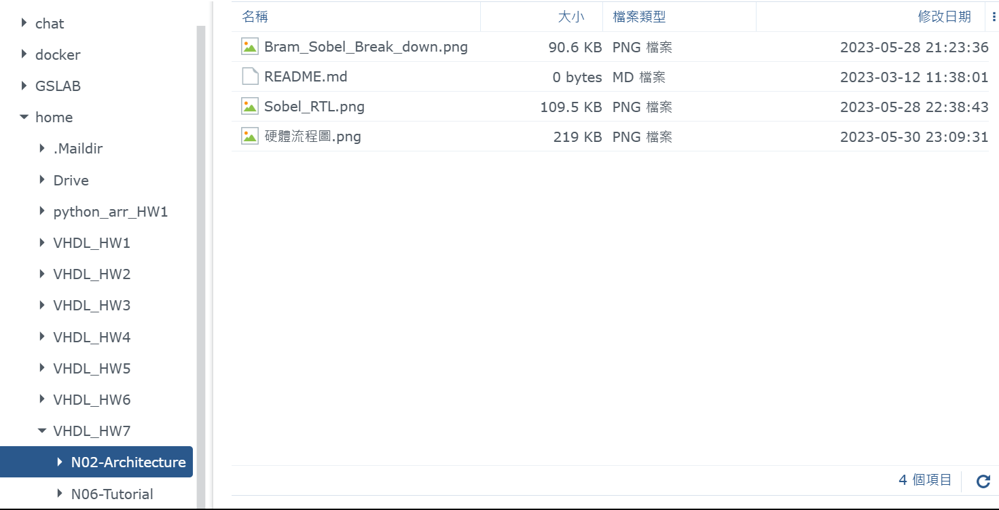 chat
docker
GSLAB
home
.Maildir
Drive
python_arr_HW1
VHDL_HW1
VHDL_HW2
VHDL_HW3
VHDL_HW4
VHDL_HW5
VHDL_HW6
VHDL_HW7
N02-Architecture
N06-Tutorial
名稱 大小 檔案類型 修改日期
Bram_Sobel_Break_down.png 90.6 KB PNG 檔案 2023-05-28 21:23:36
README.md 0 bytes MD 檔案 2023-03-12 11:38:01
Sobel_RTL.png 109.5 KB PNG 檔案 2023-05-28 22:38:43
硬體流程圖.png 219 KB PNG 檔案 2023-05-30 23:09:31
4 個項目